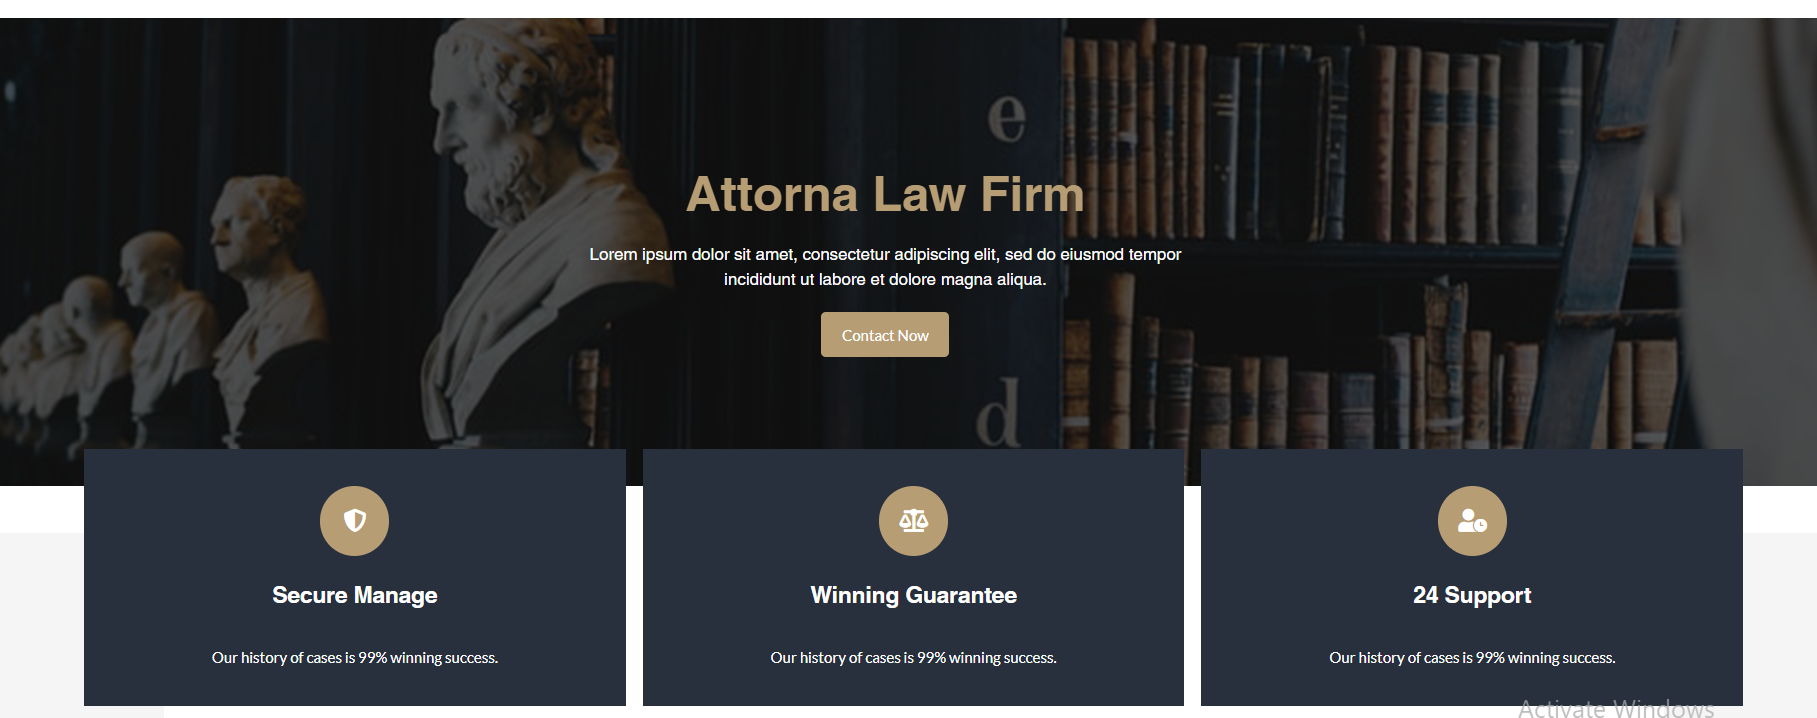 e
Attorna Law Firm
Lorem ipsum dolor sit amet, consectetur adipiscing elit, sed do eiusmod tempor
incididunt ut labore et dolore magna aliqua.
Contact Now
d
Secure Manage
Winning Guarantee
24 Support
Our history of cases is 99% winning success.
Our history of cases is 99% winning success.
Our history of cases is 99% winning success.
Activate Windows